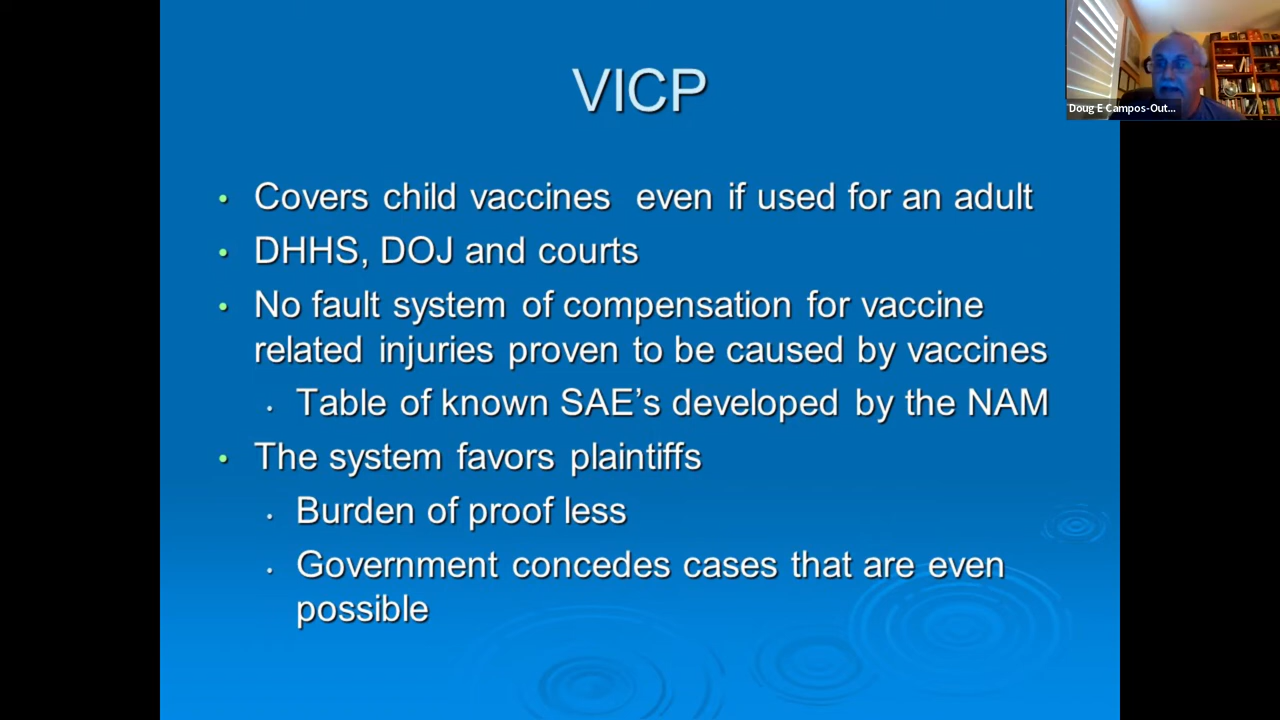 VICP
Doug E Campos-Out...
• Covers child vaccines even if used for an adult
• DHHS, DOJ and courts
• No fault system of compensation for vaccine
related injuries proven to be caused by vaccines
• Table of known SAE's developed by the NAM
• The system favors plaintiffs
• Burden of proof less
• Government concedes cases that are even
possible